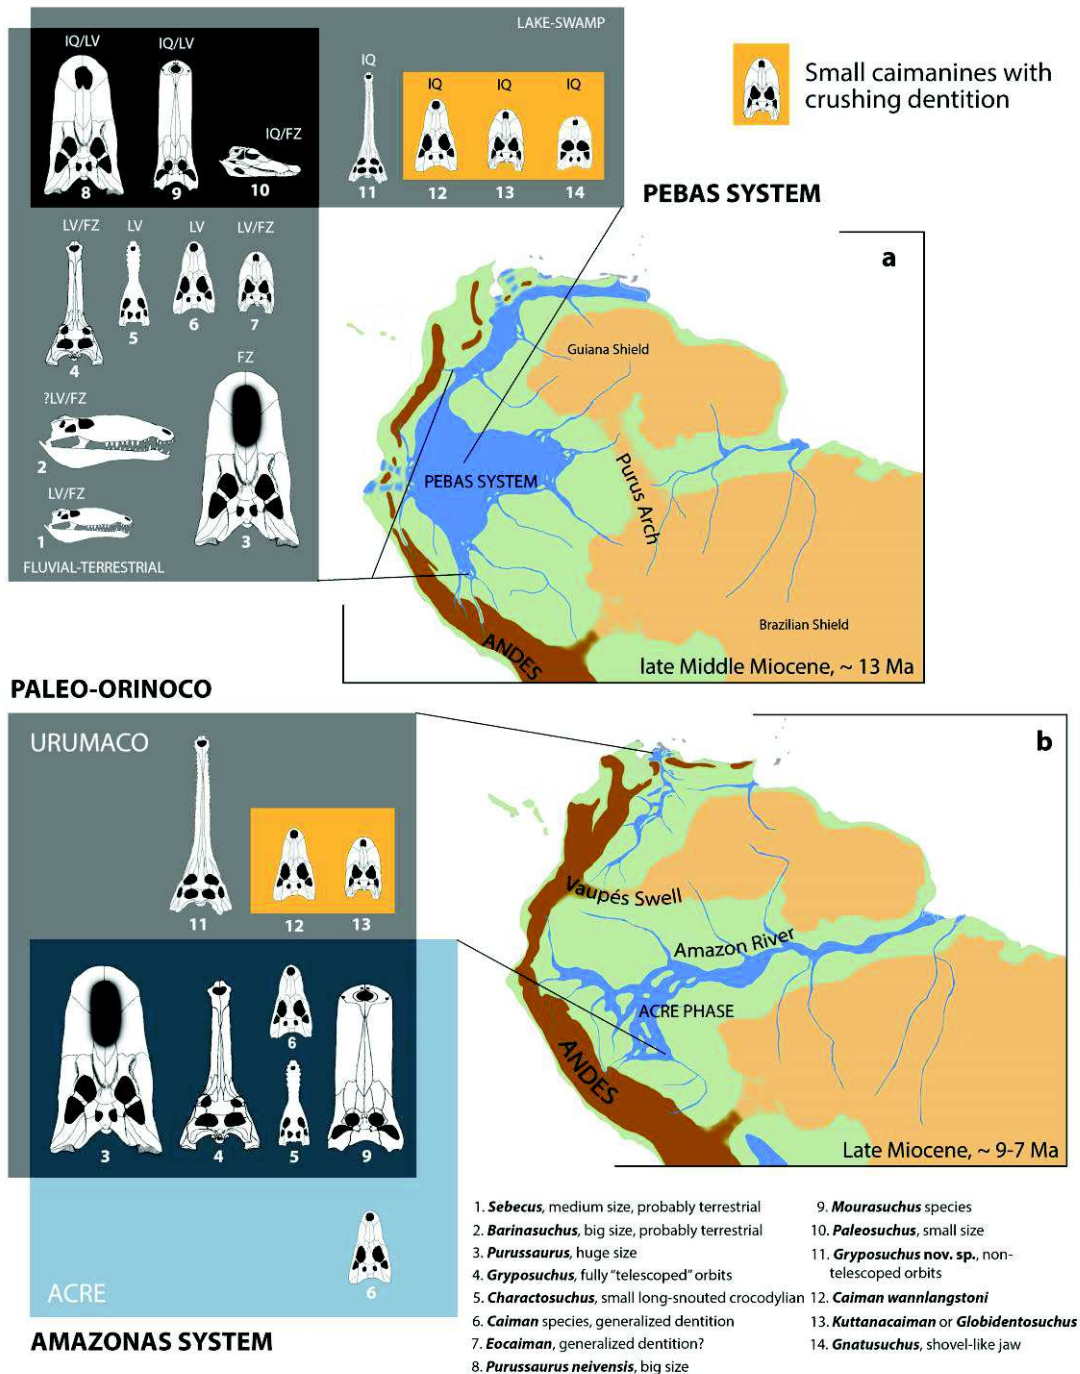 LAKE-SWAMP
IQ/LV
IQ/LV
IQ
IQ
IQ
IQ
IQ/FZ
8
9
10
11
12
13
14
Small caimanines with
crushing dentition
PEBAS SYSTEM
LV/FZ
LV
LV
LV/FZ
4
5
6
7
FZ
?LV/FZ
2
LV/FZ
1
3
FLUVIAL-TERRESTRIAL
a
Guiana Shield
PEBAS SYSTEM
Purus Arch
Brazilian Shield
ANDES
late Middle Miocene, ~ 13 Ma
PALEO-ORINOCO
URUMACO
11
12
13
6
3
4
5
9
6
ACRE
AMAZONAS SYSTEM
b
Vaupés Swell
Amazon River
ACRE PHASE
ANDES
Late Miocene, ~ 9-7 Ma
1. Sebecus, medium size, probably terrestrial
2. Barinasuchus, big size, probably terrestrial
3. Purussaurus, huge size
4. Gryposuchus, fully "telescoped" orbits
5. Charactosuchus, small long-snouted crocodylian
6. Caiman species, generalized dentition
7. Eocaiman, generalized dentition?
8. Purussaurus neivensis, big size
9. Mourasuchus species
10. Paleosuchus, small size
11. Gryposuchus nov. sp., non-
telescoped orbits
12. Caiman wannlangstoni
13. Kuttanacaiman or Globidentosuchus
14. Gnatusuchus, shovel-like jaw